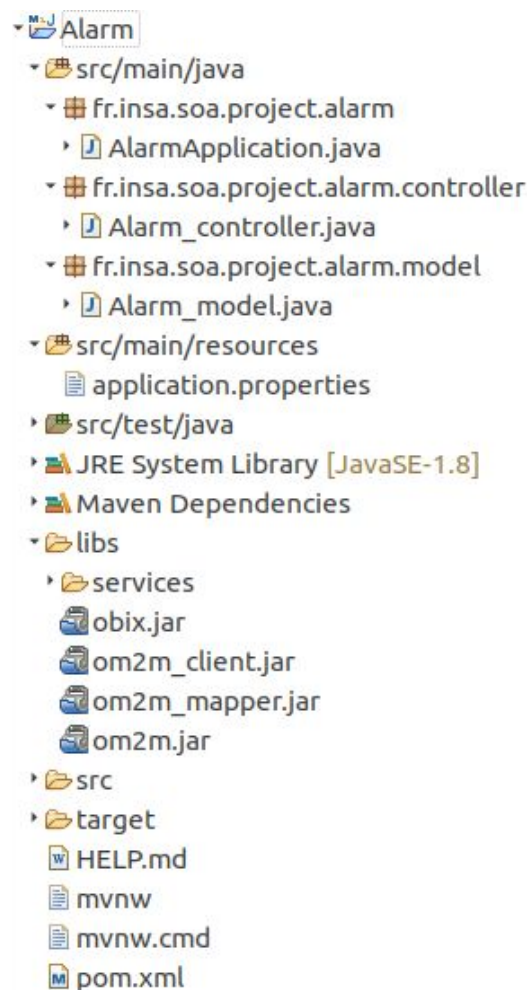 Alarm
src/main/java
fr.insa.soa.project.alarm
AlarmApplication.java
fr.insa.soa.project.alarm.controller
Alarm_controller.java
fr.insa.soa.project.alarm.model
Alarm_model.java
src/main/resources
application.properties
src/test/java
JRE System Library [JavaSE-1.8]
Maven Dependencies
libs
services
obix.jar
om2m_client.jar
om2m_mapper.jar
om2m.jar
src
target
HELP.md
mvnw
mvnw.cmd
pom.xml